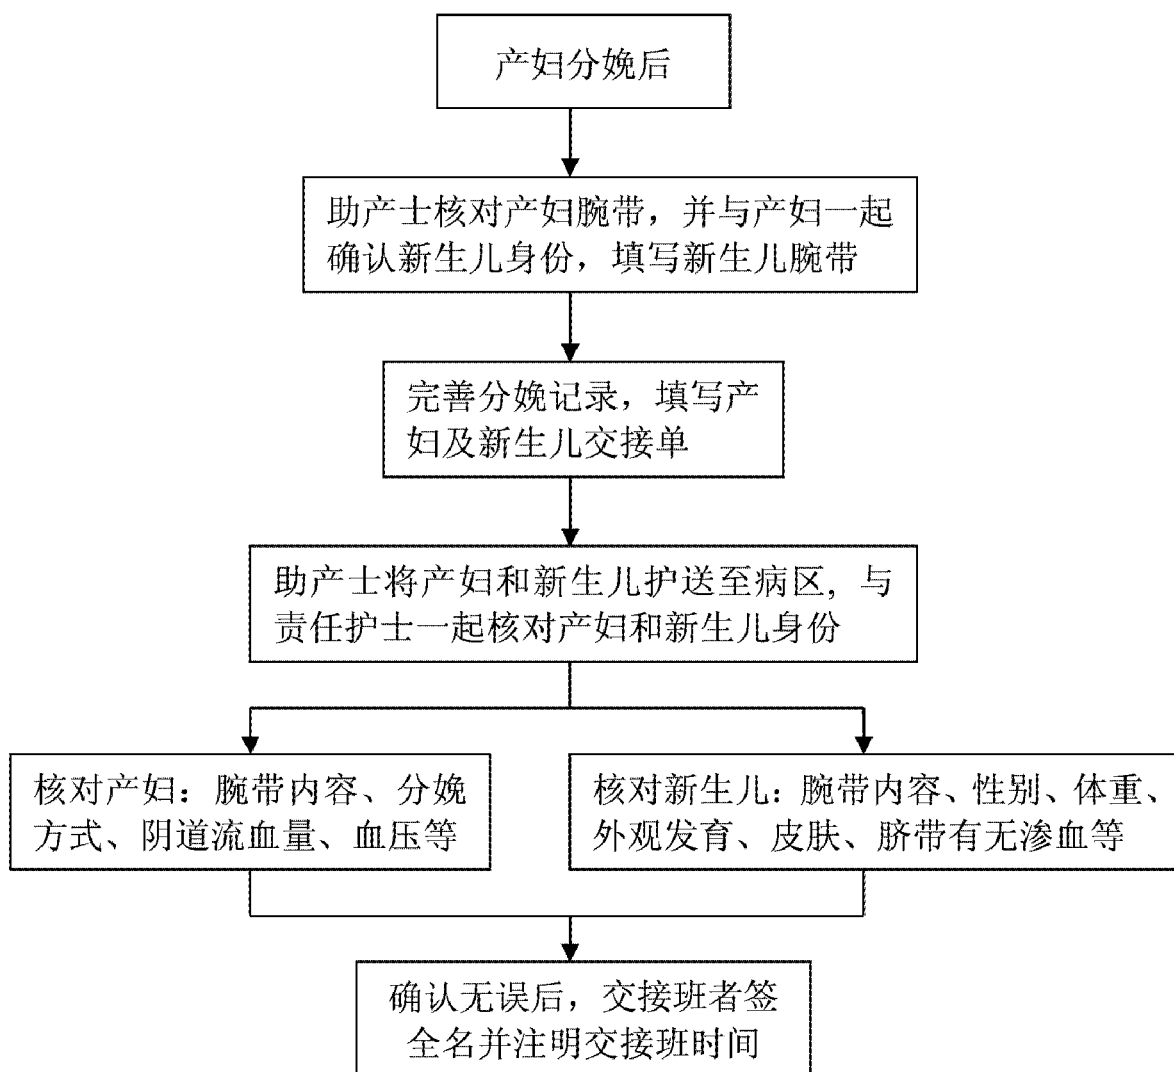 产妇分娩后
助产士核对产妇腕带，并与产妇一起
确认新生儿身份，填写新生儿腕带
完善分娩记录，填写产
妇及新生儿交接单
助产士将产妇和新生儿护送至病区，与
责任护士一起核对产妇和新生儿身份
核对产妇：腕带内容、分娩
方式、阴道流血量、血压等
核对新生儿：腕带内容、性别、体重、
外观发育、皮肤、脐带有无渗血等
确认无误后，交接班者签
全名并注明交接班时间